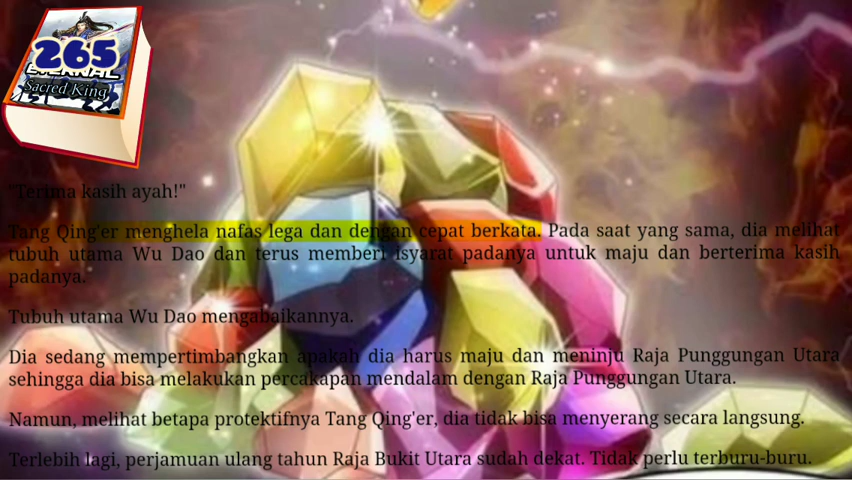 265
ETERNAL
Sacred King
"Terima kasih ayah!"
Tang Qing'er menghela nafas lega dan dengan cepat berkata. Pada saat yang sama, dia melihat
tubuh utama Wu Dao dan terus memberi isyarat padanya untuk maju dan berterima kasih
padanya.
Tubuh utama Wu Dao mengabaikannya.
Dia sedang mempertimbangkan apakah dia harus maju dan meninju Raja Punggungan Utara
sehingga dia bisa melakukan percakapan mendalam dengan Raja Punggungan Utara.
Namun, melihat betapa protektifnya Tang Qing'er, dia tidak bisa menyerang secara langsung.
Terlebih lagi, perjamuan ulang tahun Raja Bukit Utara sudah dekat. Tidak perlu terburu-buru.